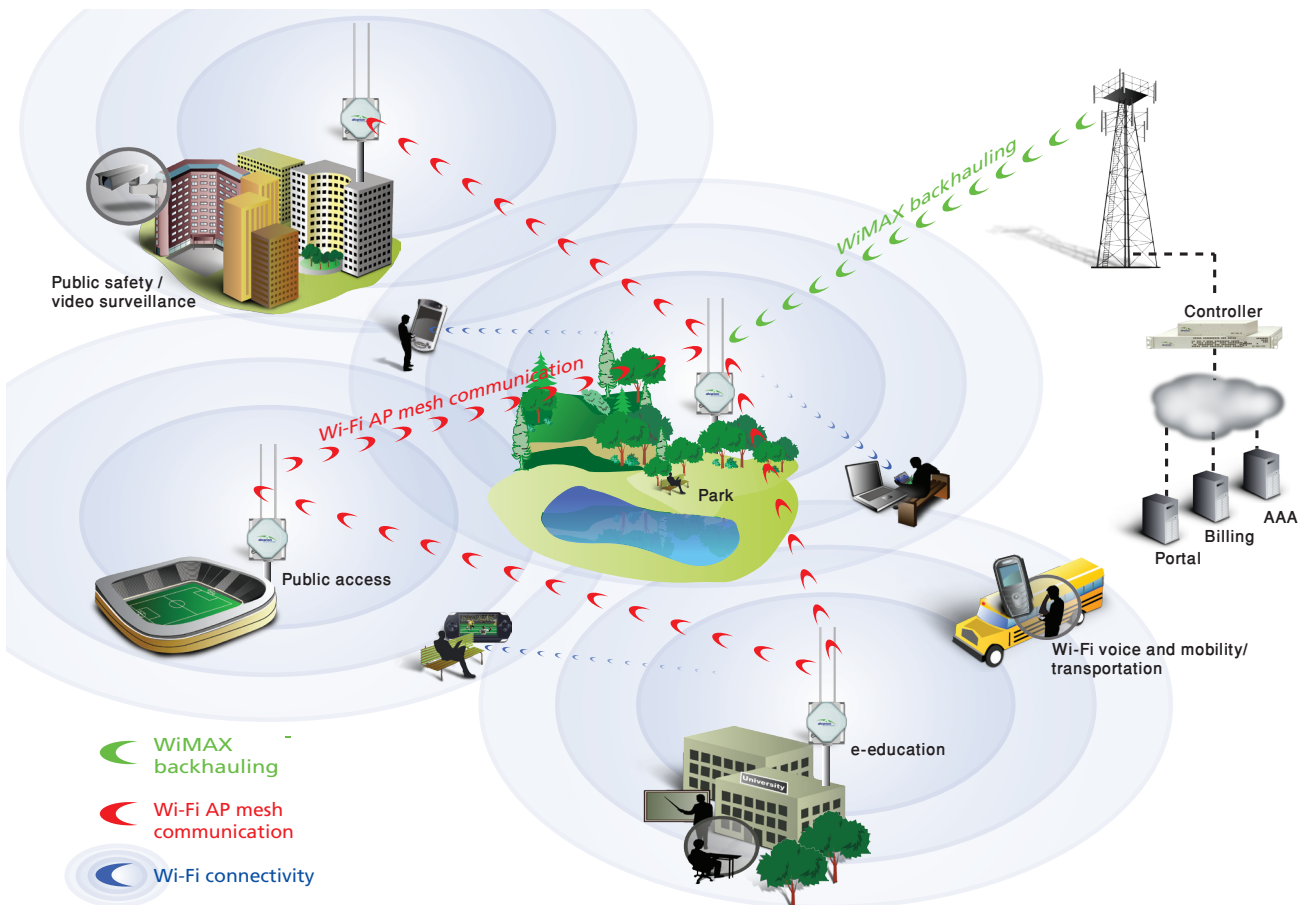 WiMAX backhauling
Controller
Public safety /
video surveillance
Wi-Fi AP mesh communication
Park
AAA
Billing
Portal
Public access
Wi-Fi voice and mobility/
transportation
e-education
University
WiMAX
backhauling
Wi-Fi AP mesh
communication
Wi-Fi connectivity